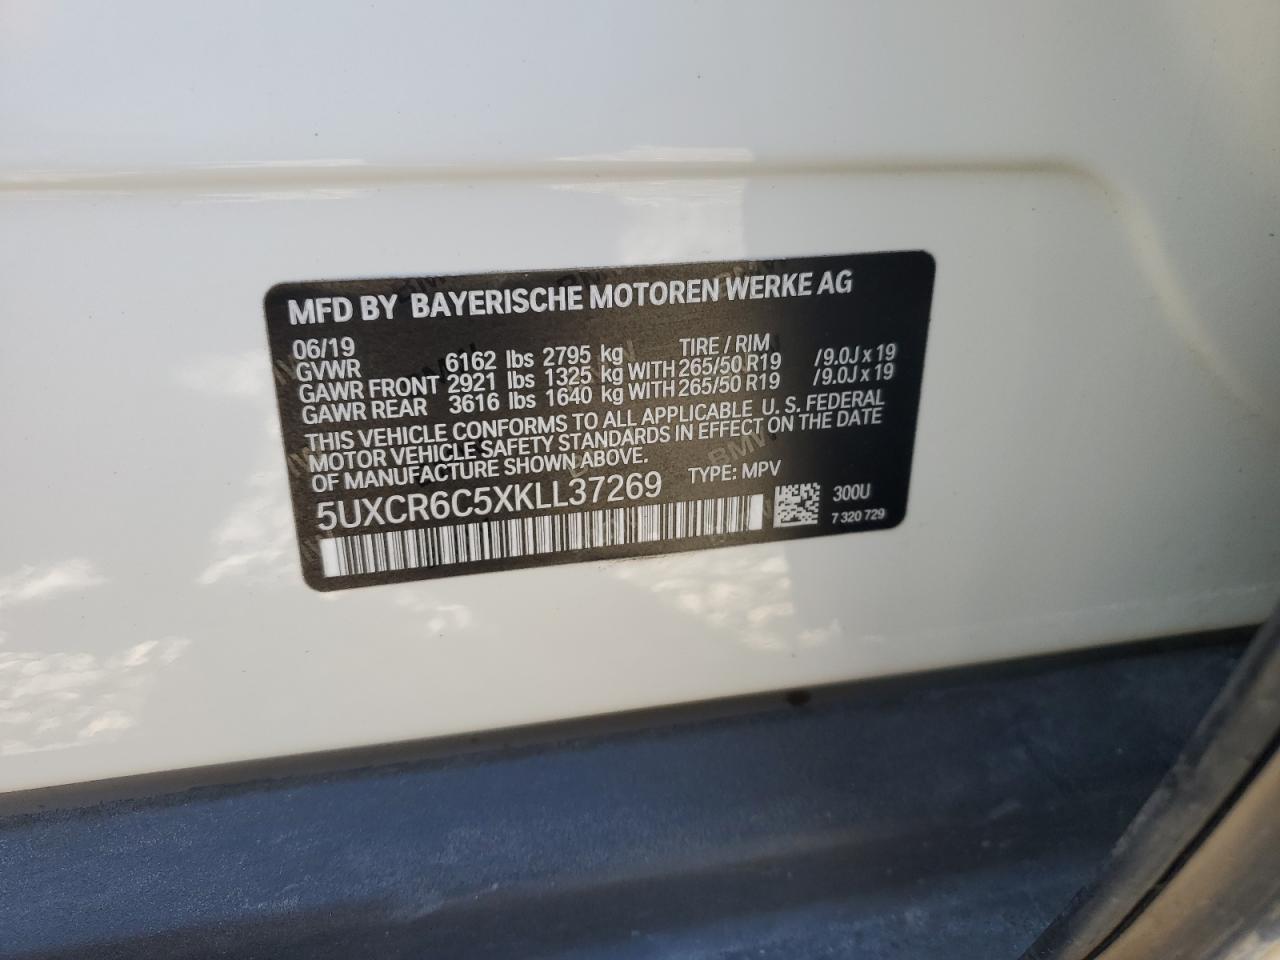 MFD BY BAYERISCHE MOTOREN WERKE AG
06/19 TIRE / RIM
GVWR 6162 lbs 2795 kg
GAWR FRONT 2921 lbs 1325 kg WITH 265/50 R19 /9.0J x 19
GAWR REAR 3616 lbs 1640 kg WITH 265/50 R19 /9.0J x 19
THIS VEHICLE CONFORMS TO ALL APPLICABLE U. S. FEDERAL
MOTOR VEHICLE SAFETY STANDARDS IN EFFECT ON THE DATE
OF MANUFACTURE SHOWN ABOVE.
5UXCR6C5XKLL37269 TYPE: MPV
300U
7 320 729